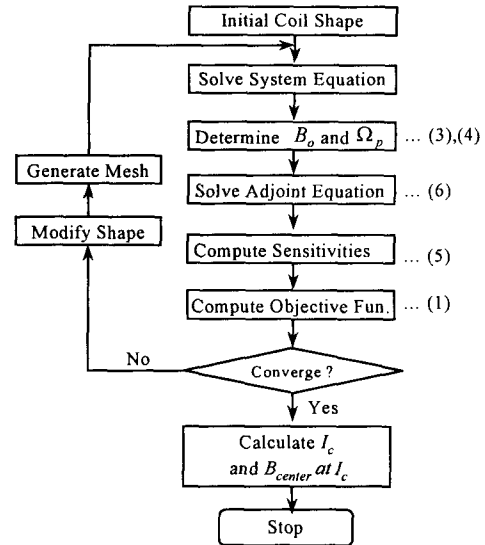 Initial Coil Shape
Solve System Equation
Determine B_o and Ω_p ... (3),(4)
Generate Mesh
Solve Adjoint Equation ... (6)
Modify Shape
Compute Sensitivities ... (5)
Compute Objective Fun. ... (1)
No
Converge ?
Yes
Calculate I_c
and B_center at I_c
Stop